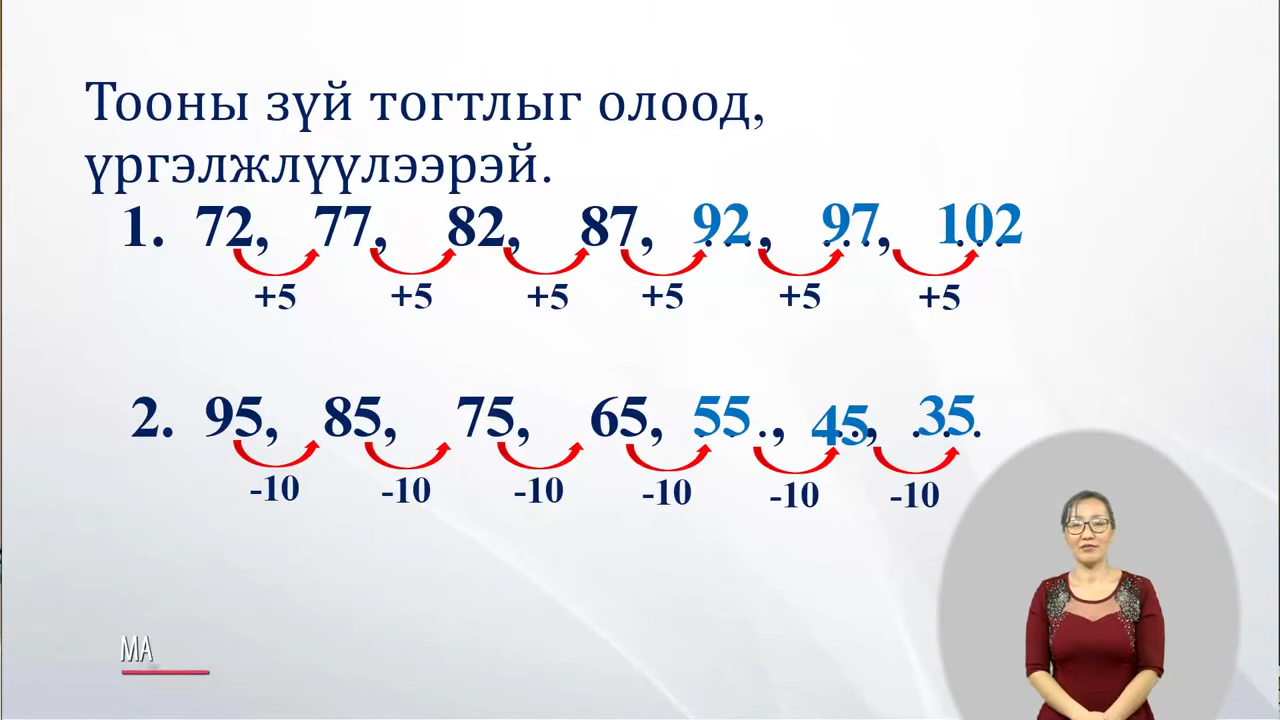 Тооны зүй тогтлыг олоод,
үргэлжлүүлээрэй.
1. 72, 77, 82, 87, 92, 97, 102
+5 +5 +5 +5 +5 +5
2. 95, 85, 75, 65, 55, 45, 35
-10 -10 -10 -10 -10 -10
МА